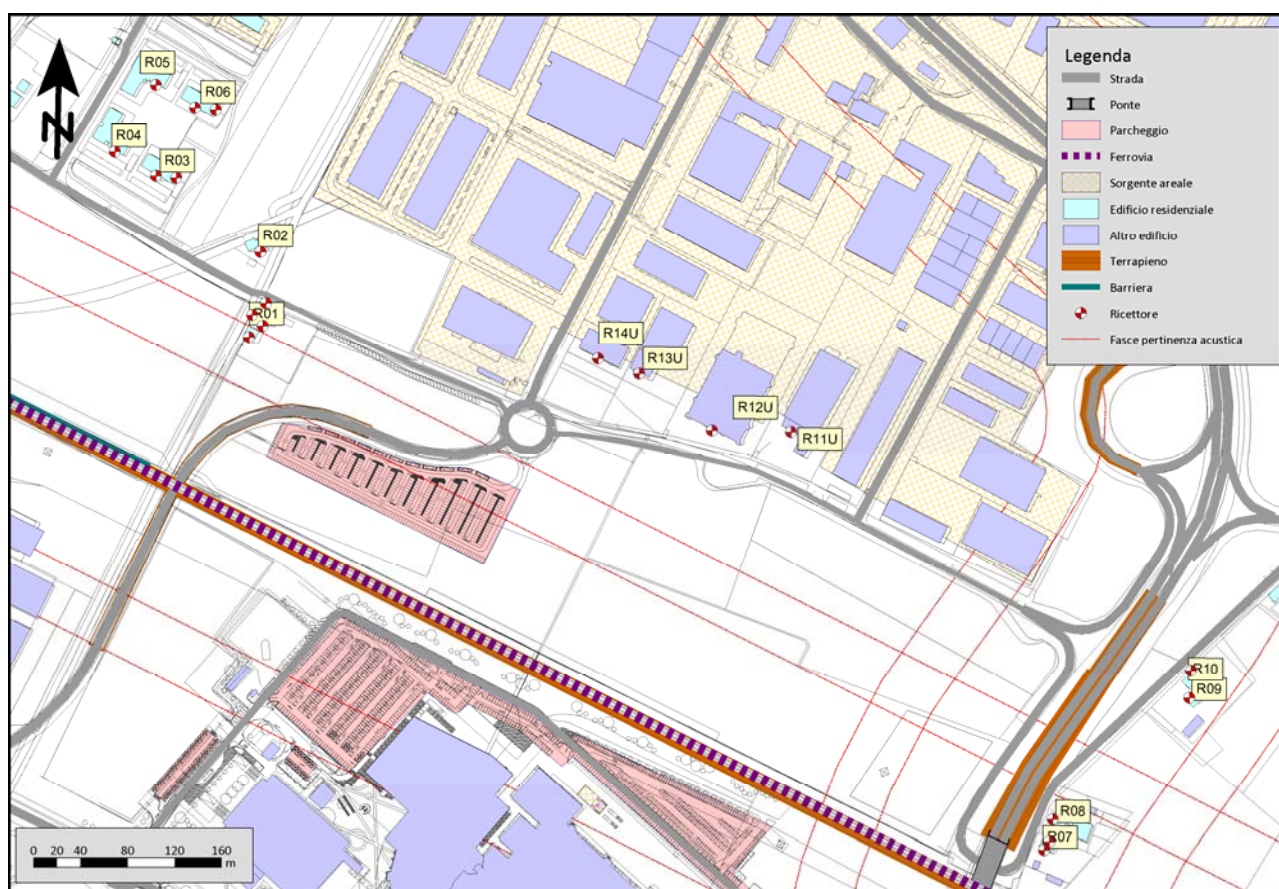 R05
R06
R04
R03
R02
R01
R14U
R13U
R12U
R11U
R10
R09
R08
R07
N
Legenda
Strada
Ponte
Parcheggio
Ferrovia
Sorgente areale
Edificio residenziale
Altro edificio
Terrapieno
Barriera
Ricettore
Fasce pertinenza acustica
0 20 40 80 120 160
m